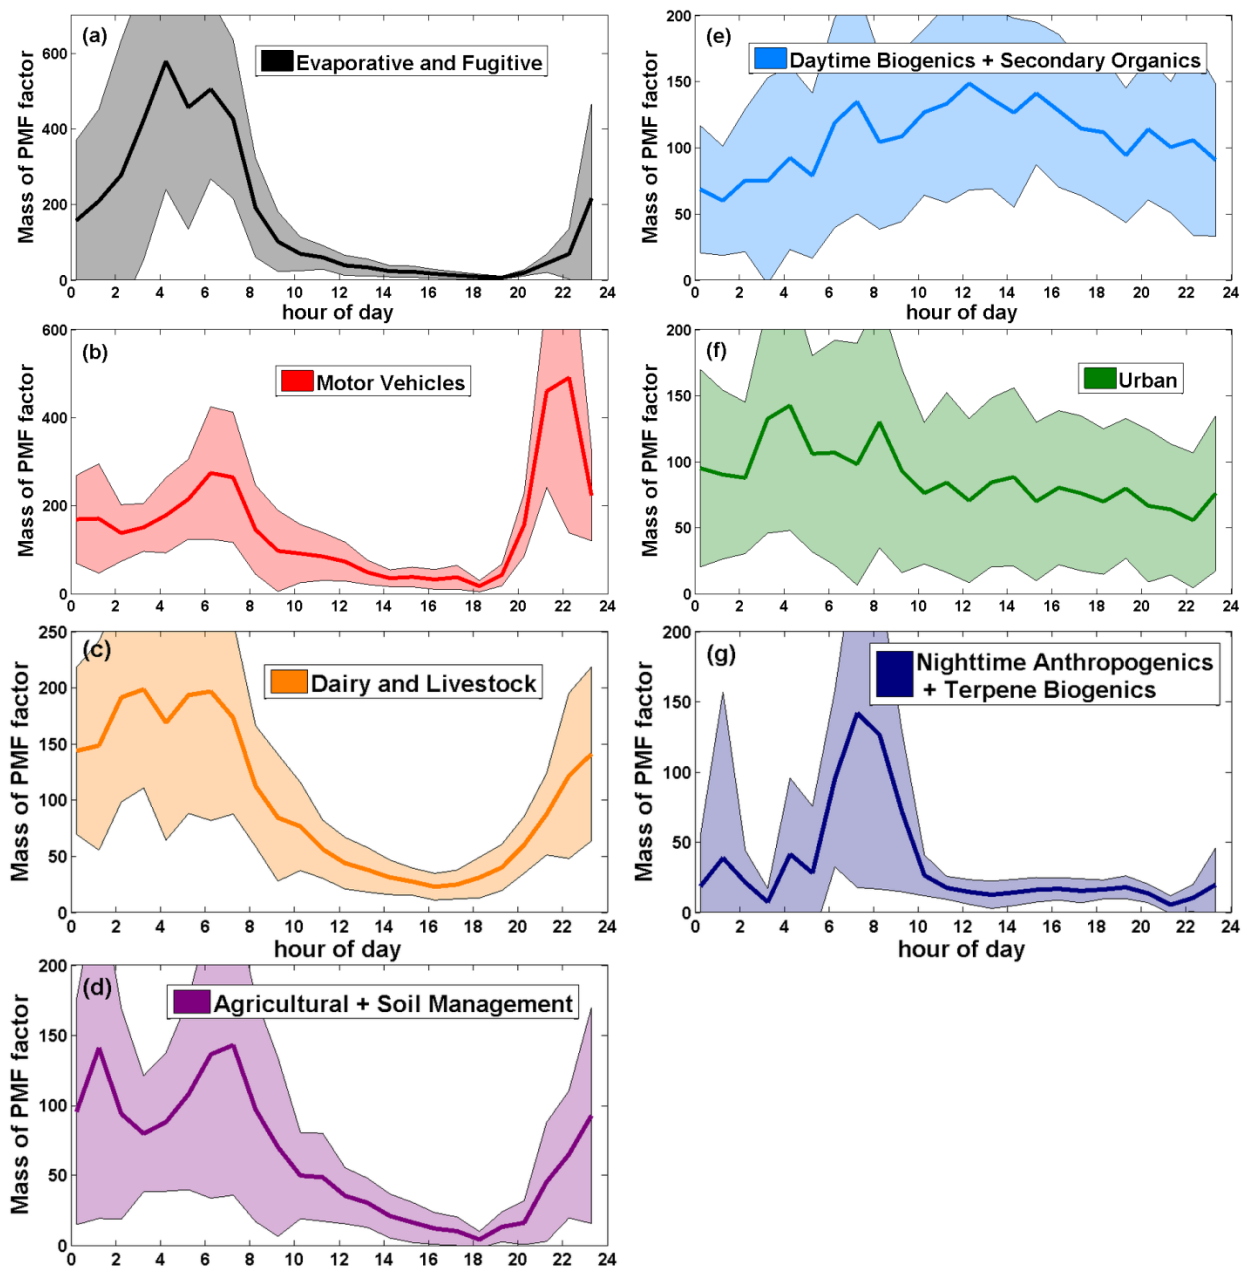 (a)
Evaporative and Fugitive
Mass of PMF factor
600
400
200
0
0 2 4 6 8 10 12 14 16 18 20 22 24
hour of day
(b)
Motor Vehicles
Mass of PMF factor
600
400
200
0
0 2 4 6 8 10 12 14 16 18 20 22 24
(c)
Dairy and Livestock
Mass of PMF factor
250
200
150
100
50
0
0 2 4 6 8 10 12 14 16 18 20 22 24
hour of day
(d)
Agricultural + Soil Management
Mass of PMF factor
200
150
100
50
0
0 2 4 6 8 10 12 14 16 18 20 22 24
(e)
Daytime Biogenics + Secondary Organics
Mass of PMF factor
200
150
100
50
0
0 2 4 6 8 10 12 14 16 18 20 22 24
hour of day
(f)
Urban
Mass of PMF factor
200
150
100
50
0
0 2 4 6 8 10 12 14 16 18 20 22 24
(g)
Nighttime Anthropogenics
+ Terpene Biogenics
Mass of PMF factor
200
150
100
50
0
0 2 4 6 8 10 12 14 16 18 20 22 24
hour of day